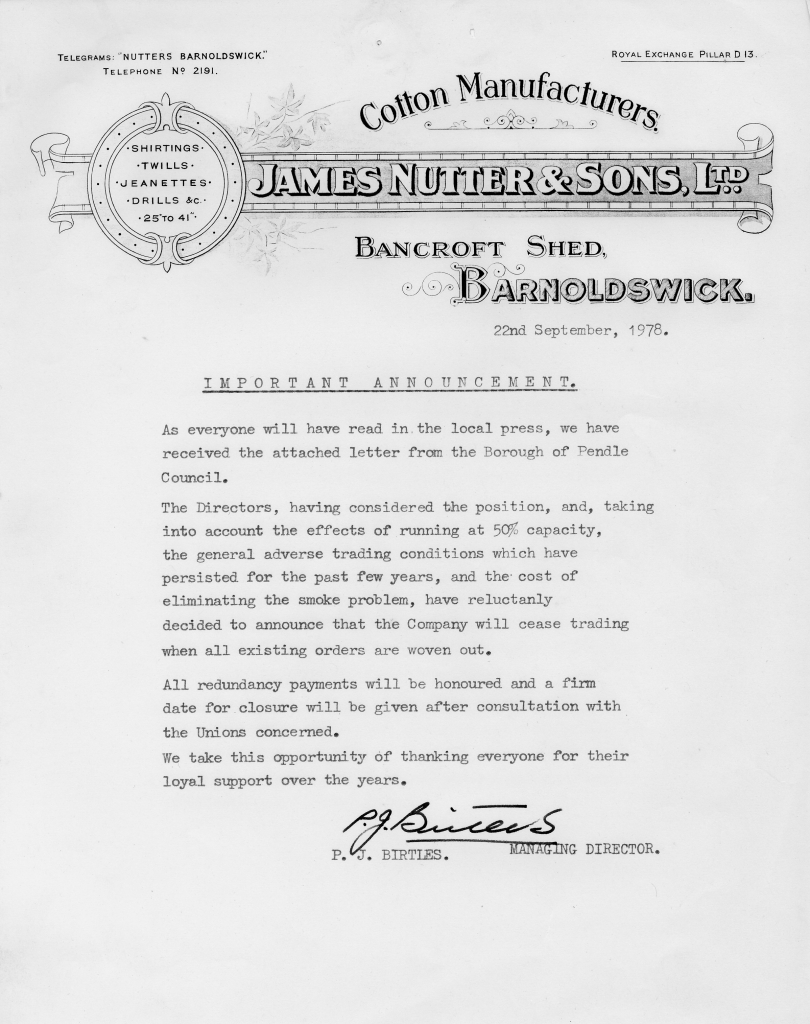 TELEGRAMS: "NUTTERS BARNOLDSWICK."
TELEPHONE Nº 2191.
ROYAL EXCHANGE PILLAR D 13.
Cotton Manufacturers.
· SHIRTINGS ·
· TWILLS ·
· JEANETTES ·
· DRILLS &c. ·
· 25" TO 41" ·
JAMES NUTTER & SONS, LTD.
BANCROFT SHED,
BARNOLDSWICK.
22nd September, 1978.
IMPORTANT ANNOUNCEMENT.
As everyone will have read in the local press, we have
received the attached letter from the Borough of Pendle
Council.
The Directors, having considered the position, and, taking
into account the effects of running at 50% capacity,
the general adverse trading conditions which have
persisted for the past few years, and the cost of
eliminating the smoke problem, have reluctanly
decided to announce that the Company will cease trading
when all existing orders are woven out.
All redundancy payments will be honoured and a firm
date for closure will be given after consultation with
the Unions concerned.
We take this opportunity of thanking everyone for their
loyal support over the years.
P.J. Birtles
P. J. BIRTLES. MANAGING DIRECTOR.